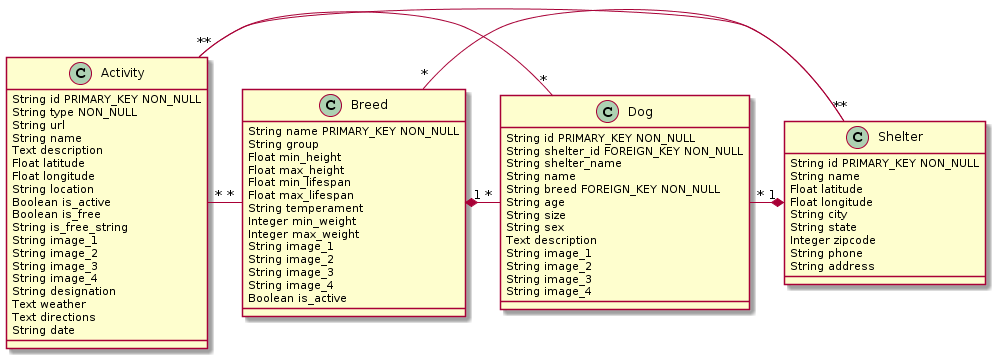 C Activity
String id PRIMARY_KEY NON_NULL
String type NON_NULL
String url
String name
Text description
Float latitude
Float longitude
String location
Boolean is_active
Boolean is_free
String is_free_string
String image_1
String image_2
String image_3
String image_4
String designation
Text weather
Text directions
String date
C Breed
String name PRIMARY_KEY NON_NULL
String group
Float min_height
Float max_height
Float min_lifespan
Float max_lifespan
String temperament
Integer min_weight
Integer max_weight
String image_1
String image_2
String image_3
String image_4
Boolean is_active
C Dog
String id PRIMARY_KEY NON_NULL
String shelter_id FOREIGN_KEY NON_NULL
String shelter_name
String name
String breed FOREIGN_KEY NON_NULL
String age
String size
String sex
Text description
String image_1
String image_2
String image_3
String image_4
C Shelter
String id PRIMARY_KEY NON_NULL
String name
Float latitude
Float longitude
String city
String state
Integer zipcode
String phone
String address
**
*
*
**
* *
1 *
* 1